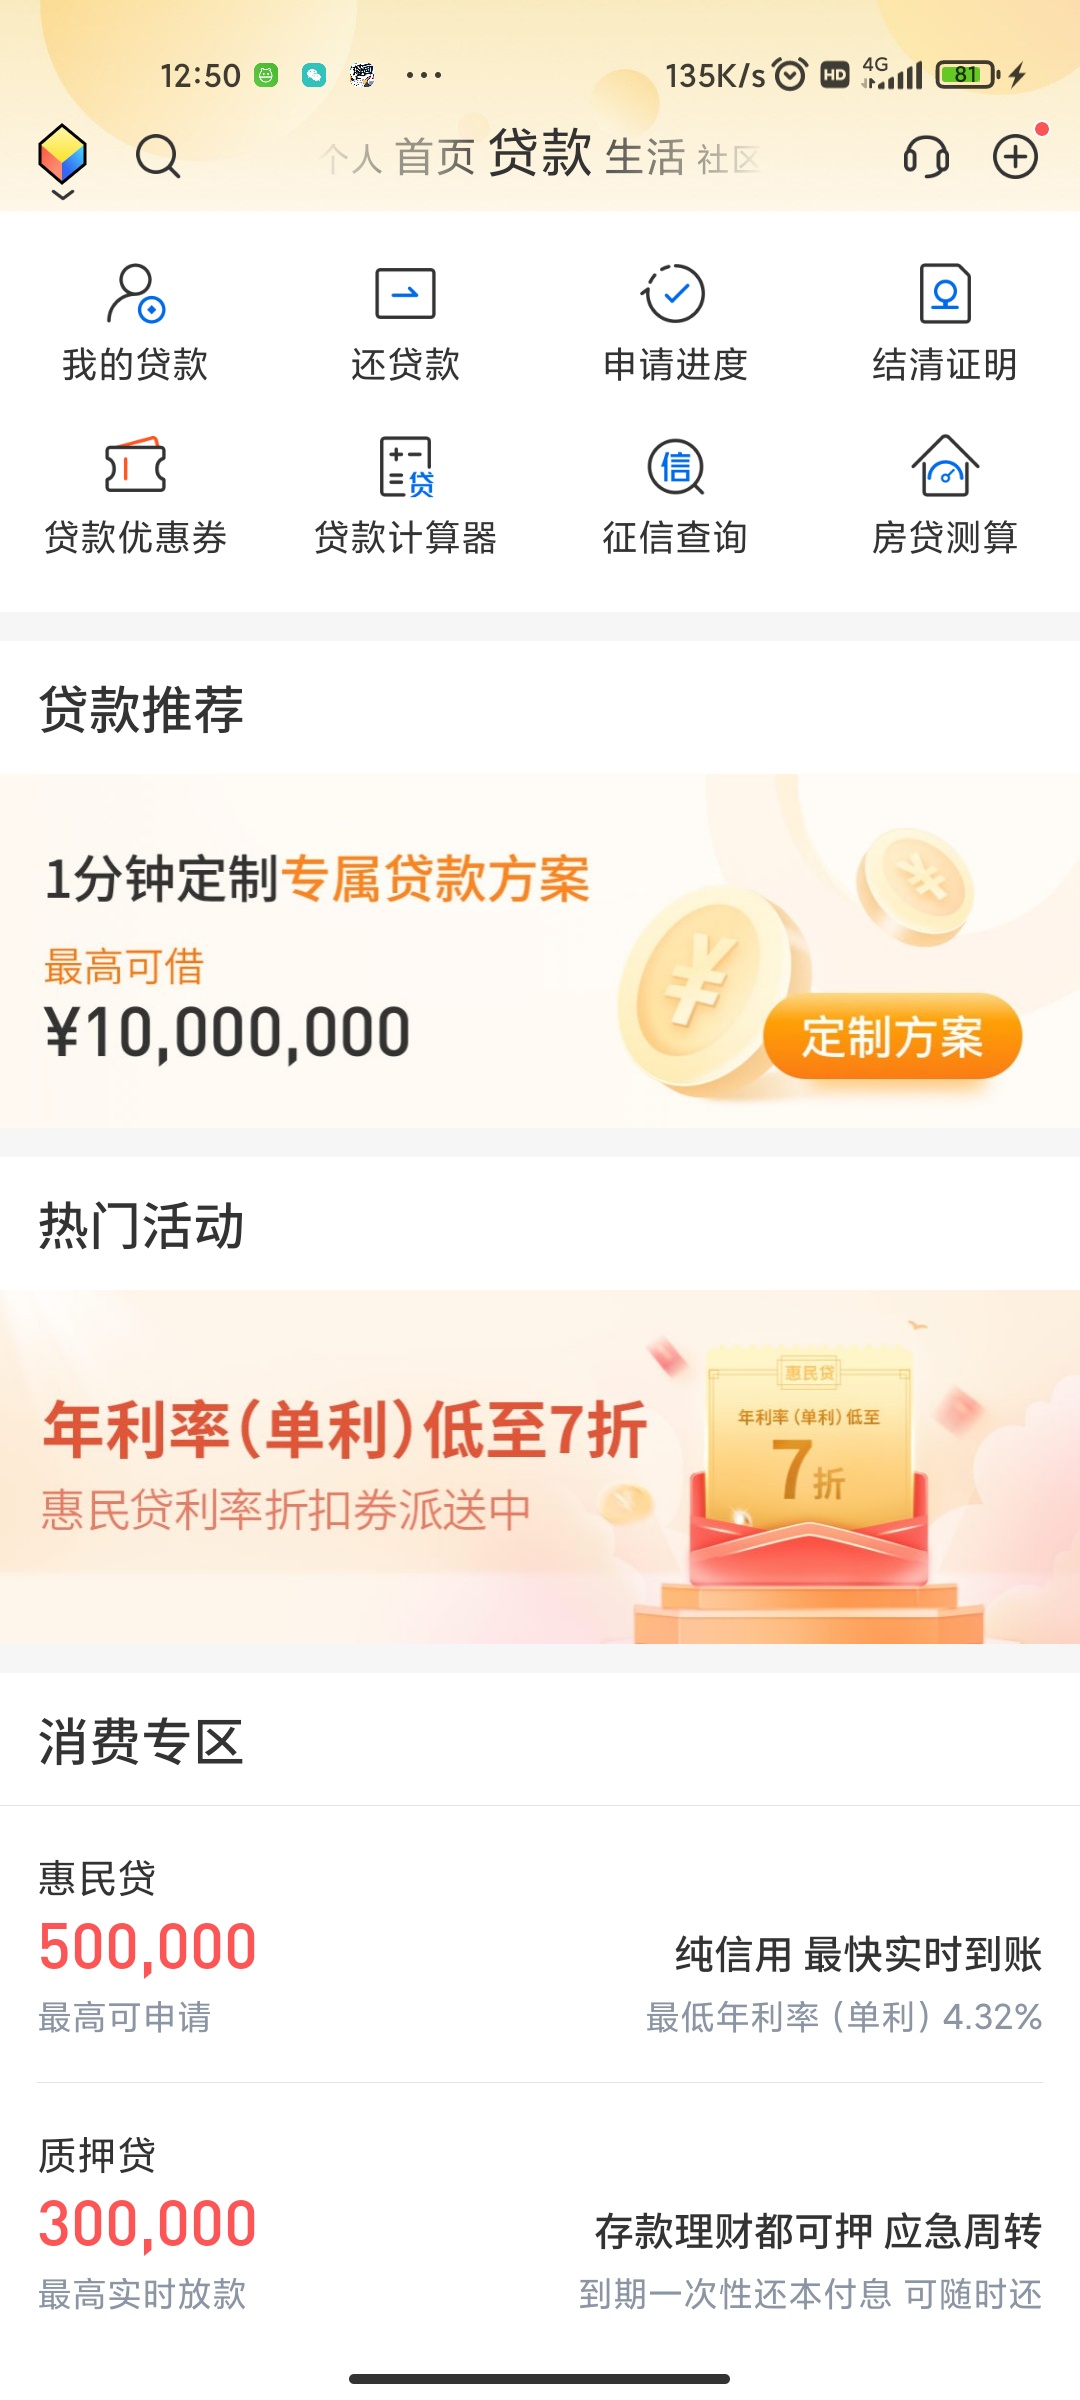 12:50 ... 135K/s HD 4G 81
个人 首页 贷款 生活 社区
我的贷款 还贷款 申请进度 结清证明
贷
信
贷款优惠券 贷款计算器 征信查询 房贷测算
贷款推荐
1分钟定制专属贷款方案
最高可借
¥10,000,000
定制方案
热门活动
年利率(单利)低至7折
惠民贷利率折扣券派送中
惠民贷
年利率(单利)低至
7折
消费专区
惠民贷
500,000
纯信用 最快实时到账
最高可申请
最低年利率 (单利) 4.32%
质押贷
300,000
存款理财都可押 应急周转
最高实时放款
到期一次性还本付息 可随时还